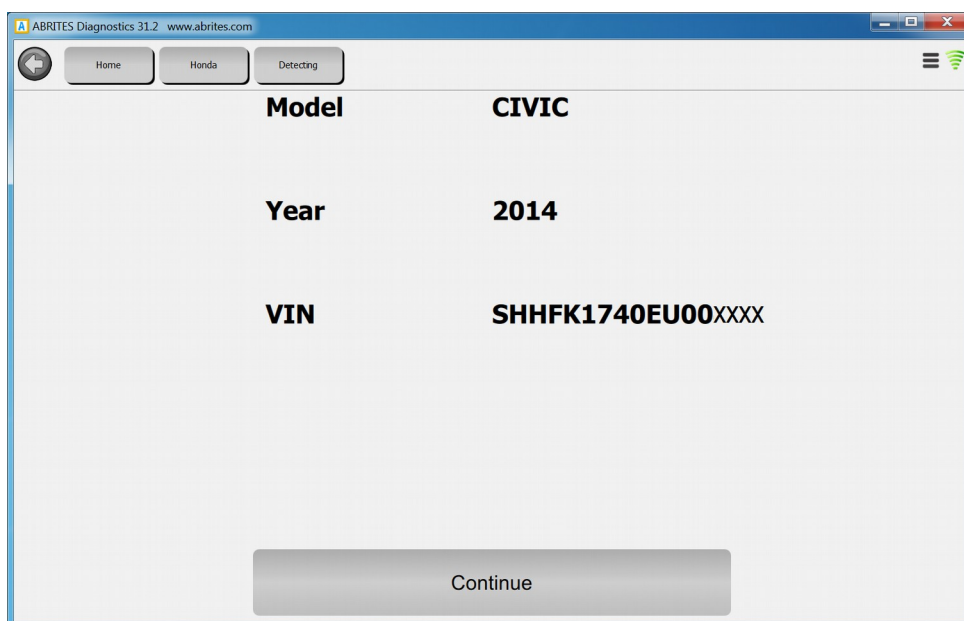 A ABRITES Diagnostics 31.2 www.abrites.com
Home Honda Detecting
Model CIVIC
Year 2014
VIN SHHFK1740EU00XXXX
Continue